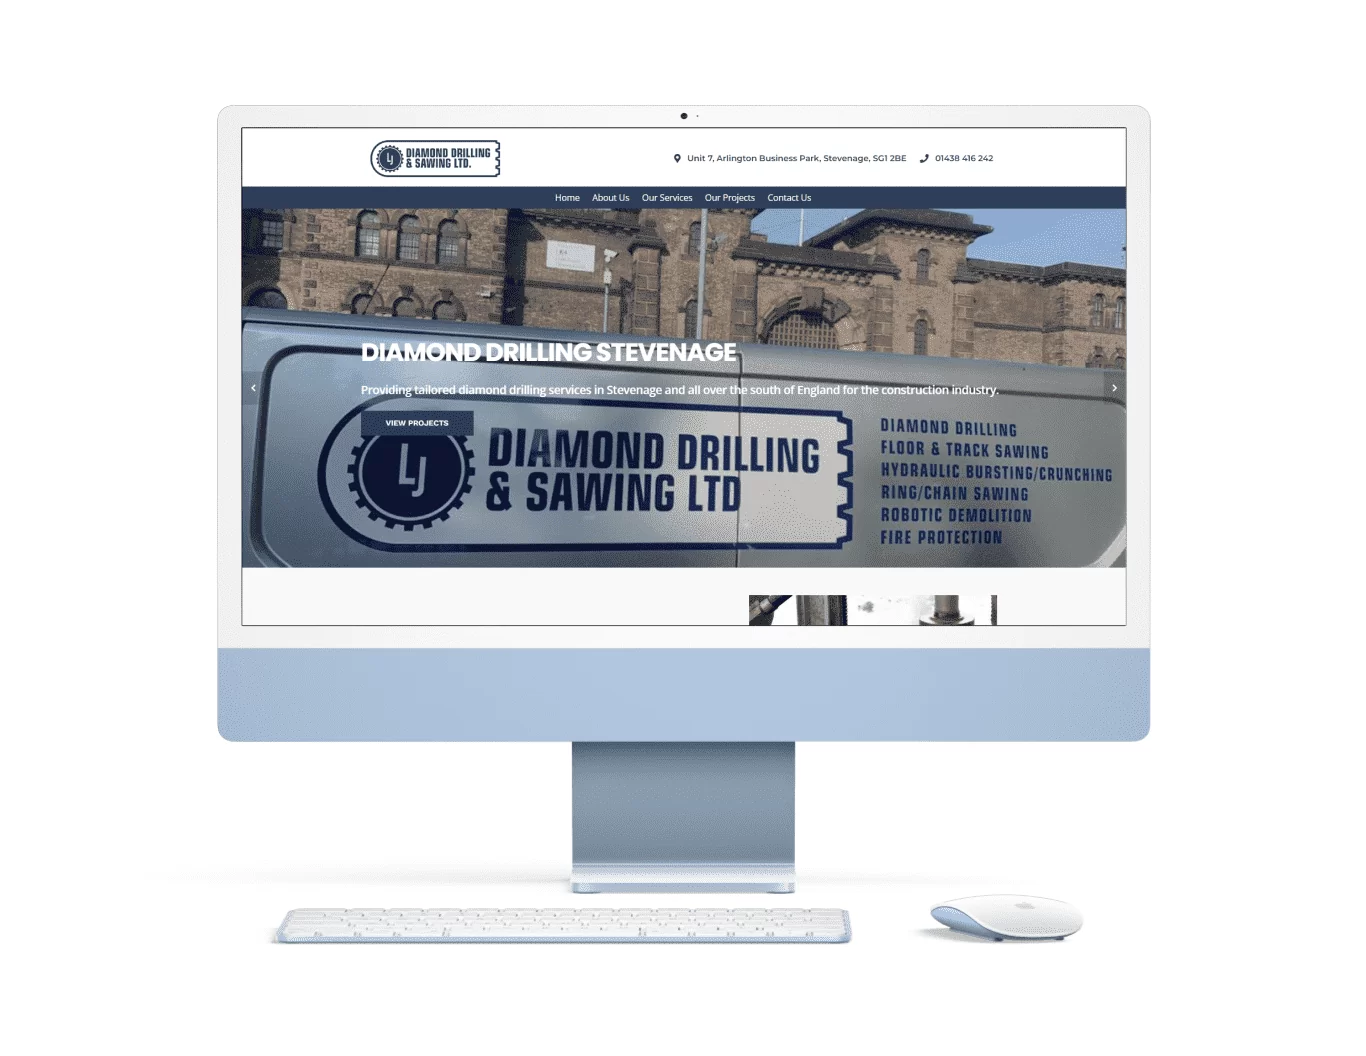 LJ DIAMOND DRILLING
& SAWING LTD.
Unit 7, Arlington Business Park, Stevenage, SG1 2BE 01438 416 242
Home About Us Our Services Our Projects Contact Us
DIAMOND DRILLING STEVENAGE
Providing tailored diamond drilling services in Stevenage and all over the south of England for the construction industry.
VIEW PROJECTS
LJ
DIAMOND DRILLING
& SAWING LTD
DIAMOND DRILLING
FLOOR & TRACK SAWING
HYDRAULIC BURSTING/CRUNCHING
RING/CHAIN SAWING
ROBOTIC DEMOLITION
FIRE PROTECTION